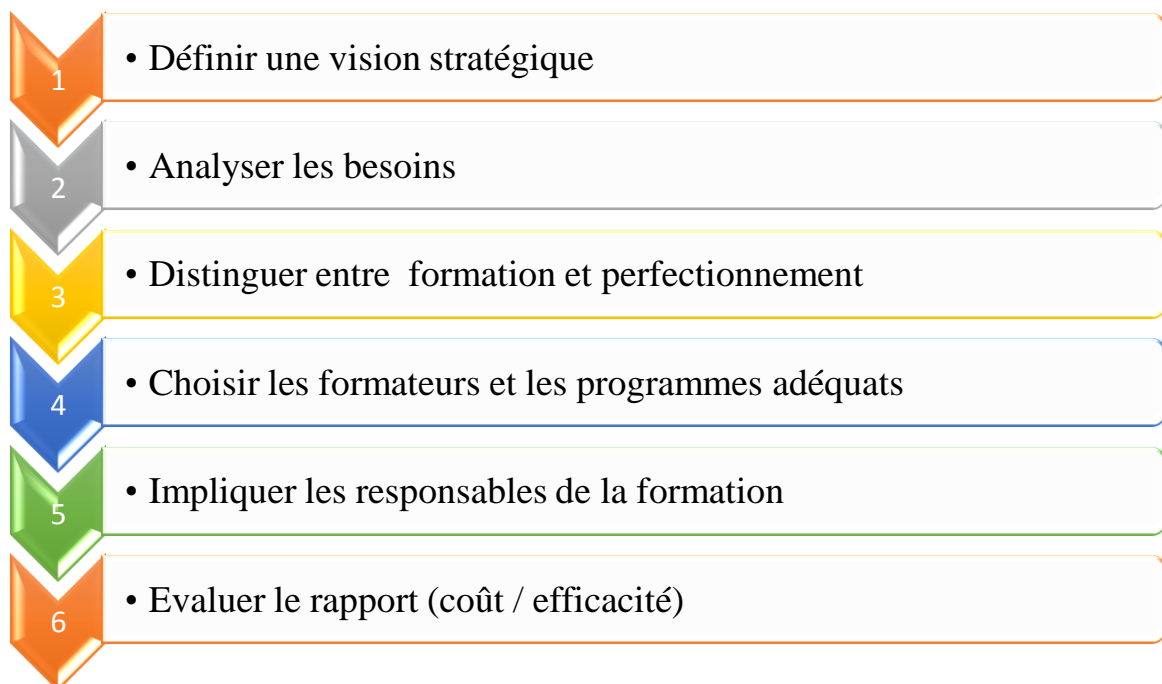 1
• Définir une vision stratégique
2
• Analyser les besoins
3
• Distinguer entre  formation et perfectionnement
4
• Choisir les formateurs et les programmes adéquats
5
• Impliquer les responsables de la formation
6
• Evaluer le rapport (coût / efficacité)